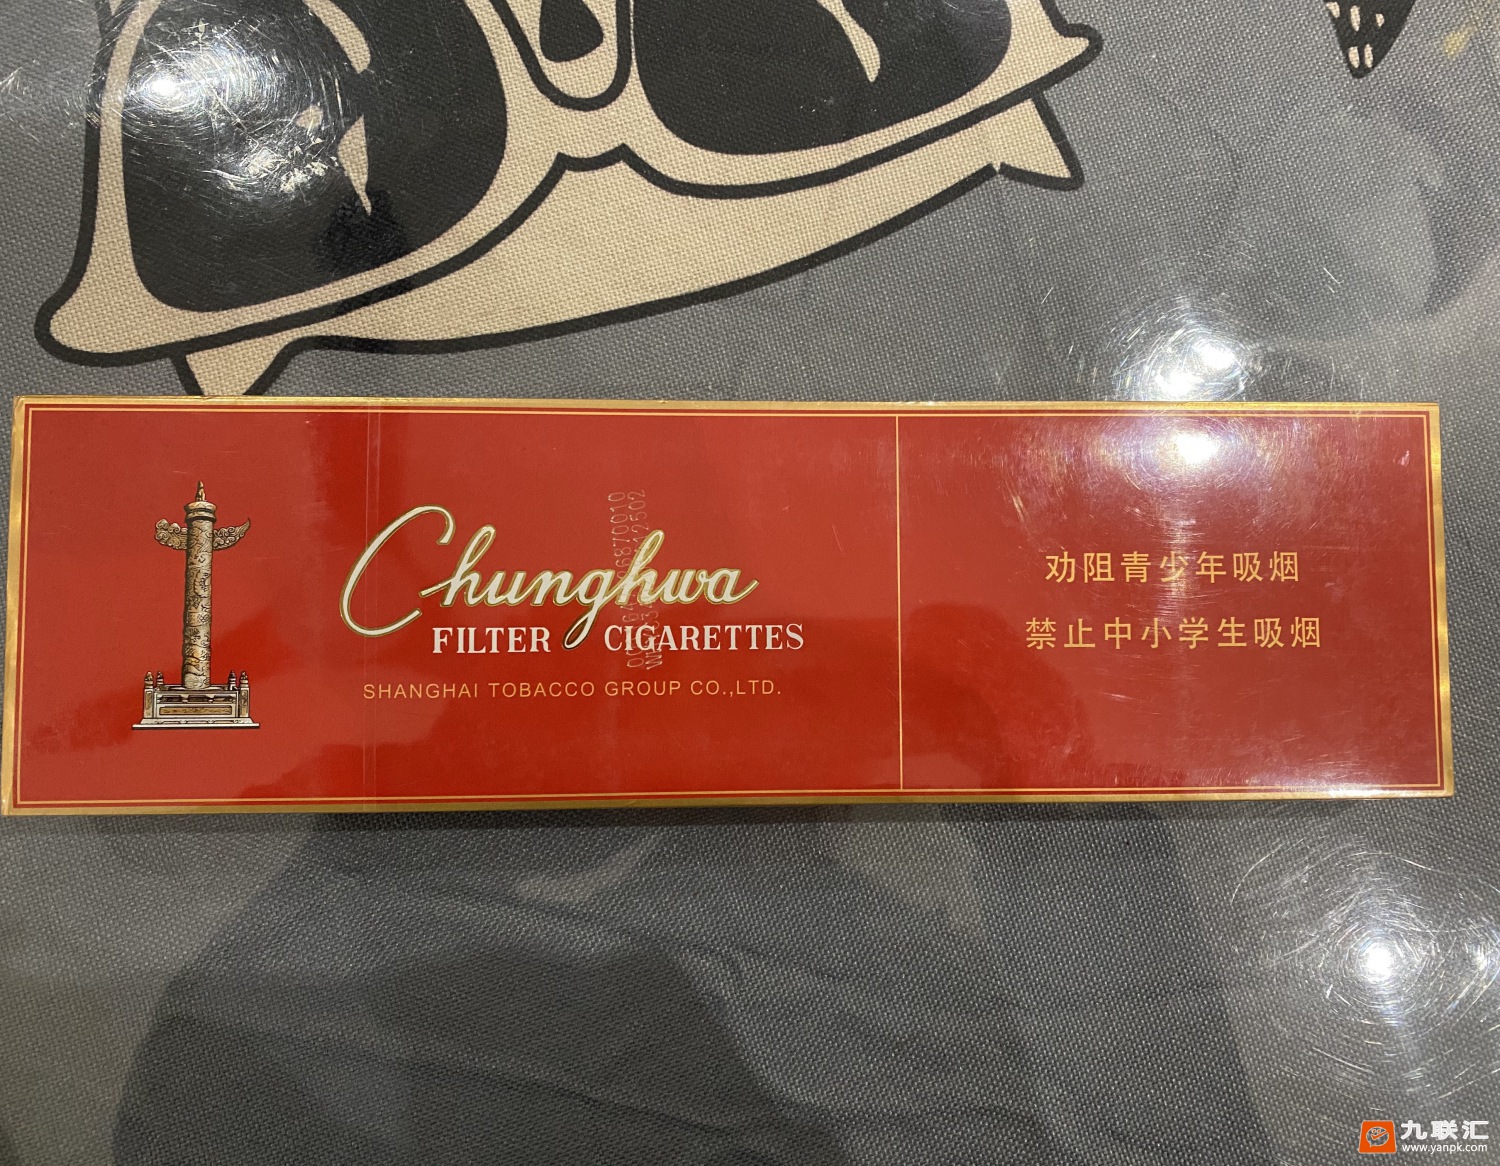 Chunghwa
FILTER CIGARETTES
SHANGHAI TOBACCO GROUP CO.,LTD.
劝阻青少年吸烟
禁止中小学生吸烟
九联汇
www.yanpk.com